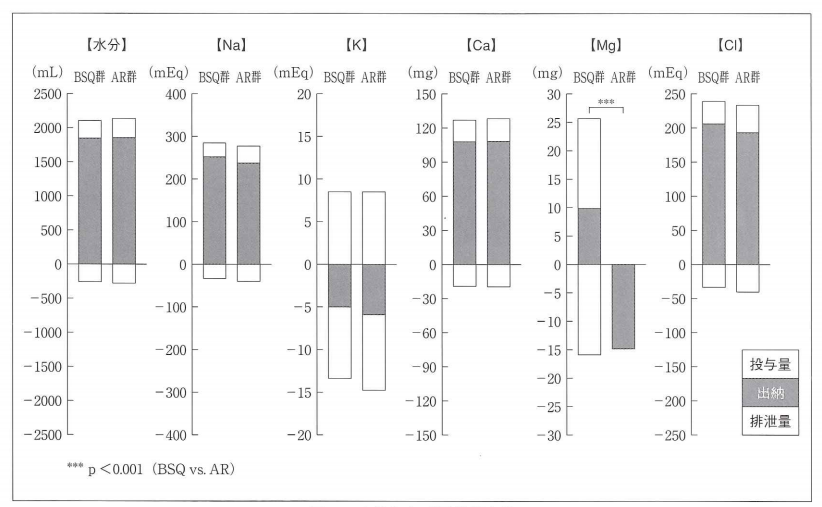 【水分】 【Na】 【K】 【Ca】 【Mg】 【Cl】
(mL) BSQ群 AR群 (mEq) BSQ群 AR群 (mEq) BSQ群 AR群 (mg) BSQ群 AR群 (mg) BSQ群 AR群 (mEq) BSQ群 AR群
2500 400 20 150 30 250
***
25
2000 300 15 120 20 200
1500 90 15 150
200 10
1000 60 10 100
500 100 5 30 5 50
0 0 0 0 0 0
−5
−500 −100 −5 −30 −50
−10
−1000 −60 −100
−200 −10 −15
−1500 −90 −150
−20
−2000 −300 −15 −120 −25 −200
−2500 −400 −20 −150 −30 −250
投与量
出納
排泄量
*** p<0.001 (BSQ vs. AR)